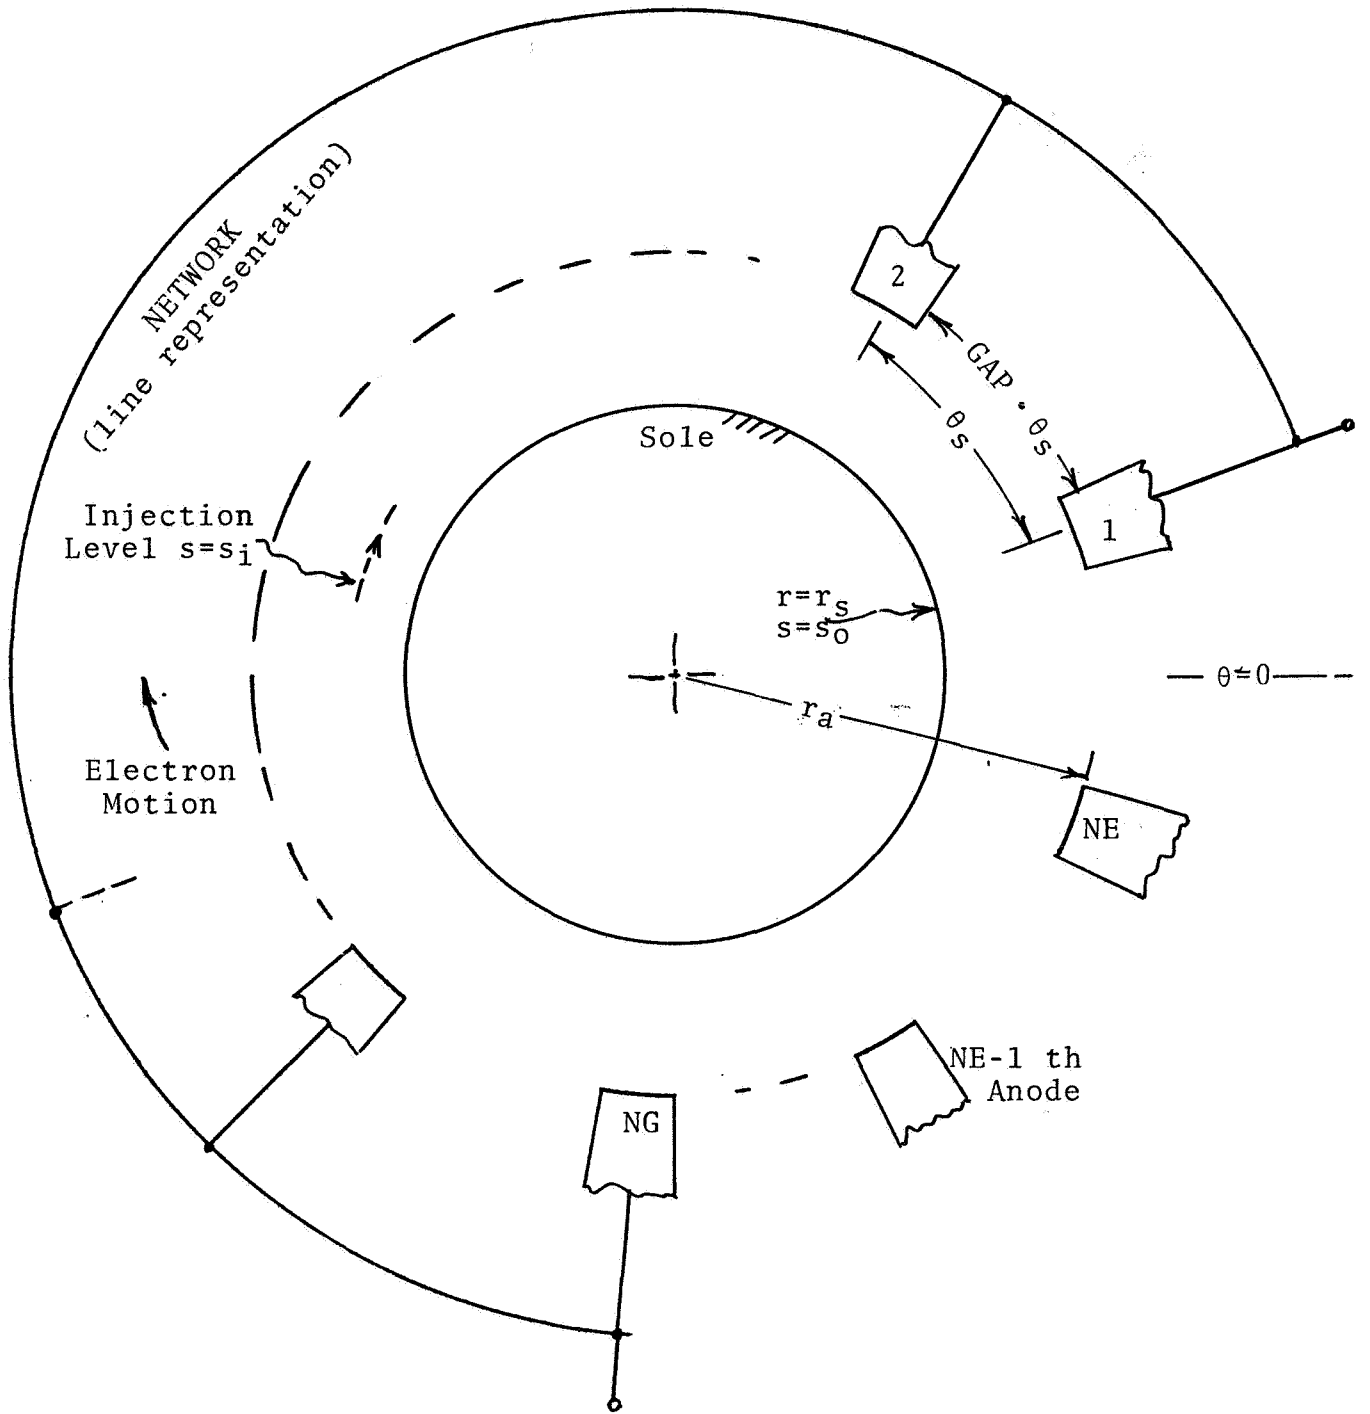 NETWORK
(line representation)
2
GAP · θs
θs
1
Sole
Injection
Level s=si
r=rs
s=so
θ=0
ra
Electron
Motion
NE
NE-1 th
Anode
NG